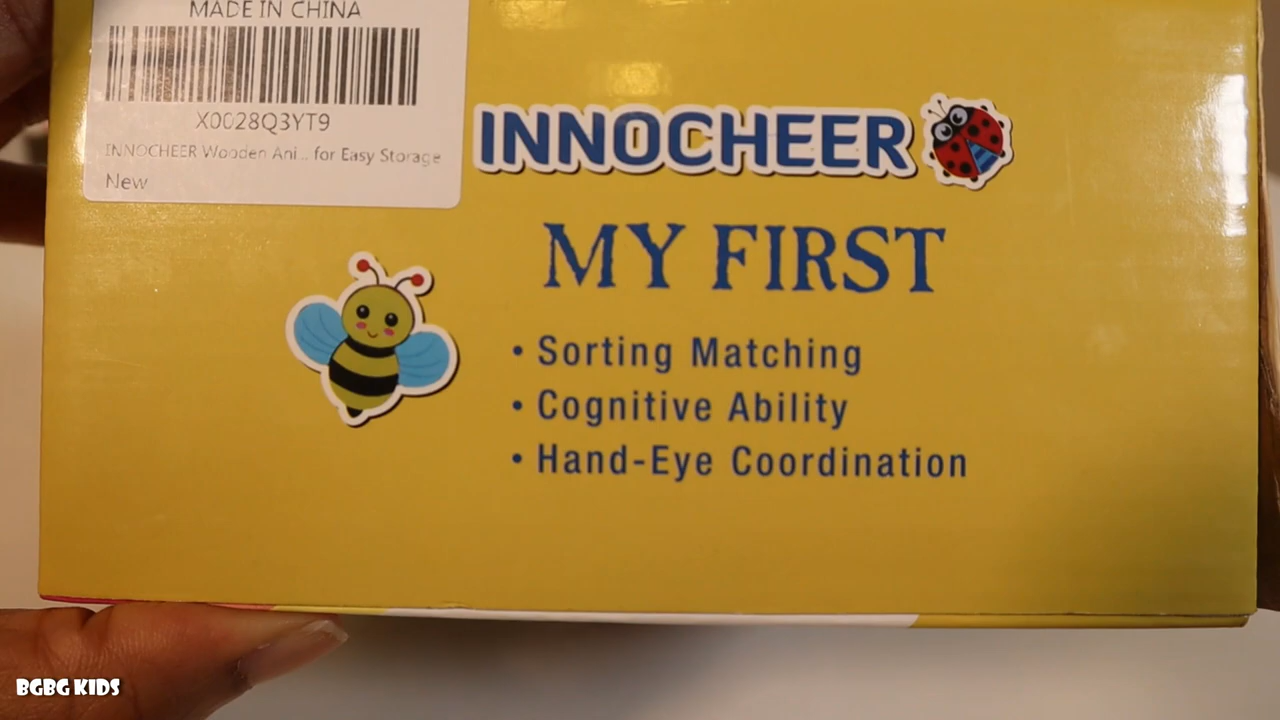 MADE IN CHINA
X0028Q3YT9
INNOCHEER Wooden Ani... for Easy Storage
New
INNOCHEER
MY FIRST
• Sorting Matching
• Cognitive Ability
• Hand-Eye Coordination
BGBG KIDS